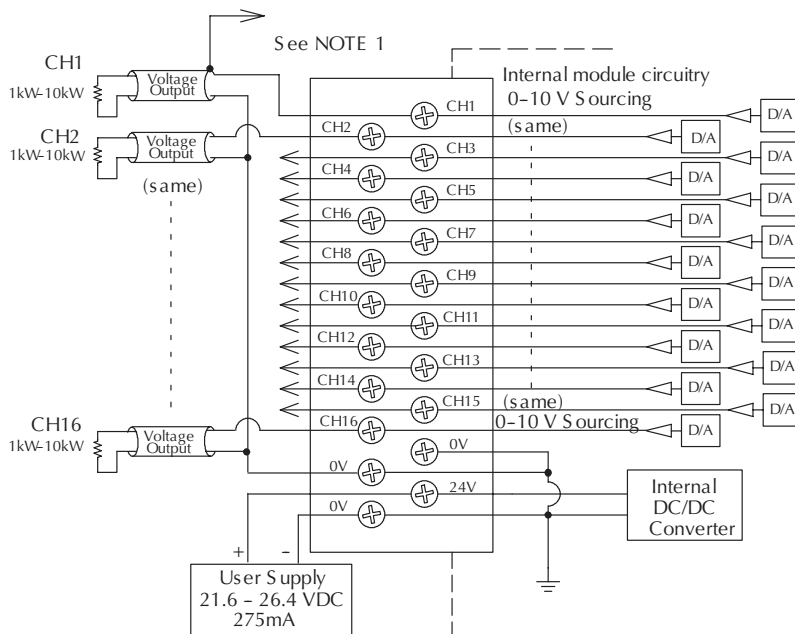 See NOTE 1
CH1
1kW–10kW
Voltage
Output
Internal module circuitry
0–10 V Sourcing
CH1
D/A
CH2
1kW–10kW
Voltage
Output
CH2
(same)
D/A
(same)
CH3
D/A
CH4
D/A
CH5
D/A
CH6
D/A
CH7
D/A
CH8
D/A
CH9
D/A
CH10
D/A
CH11
D/A
CH12
D/A
CH13
D/A
CH14
D/A
(same)
CH15
D/A
0–10 V Sourcing
CH16
1kW–10kW
Voltage
Output
CH16
D/A
0V
0V
24V
0V
Internal
DC/DC
Converter
+
–
User Supply
21.6 – 26.4 VDC
275mA